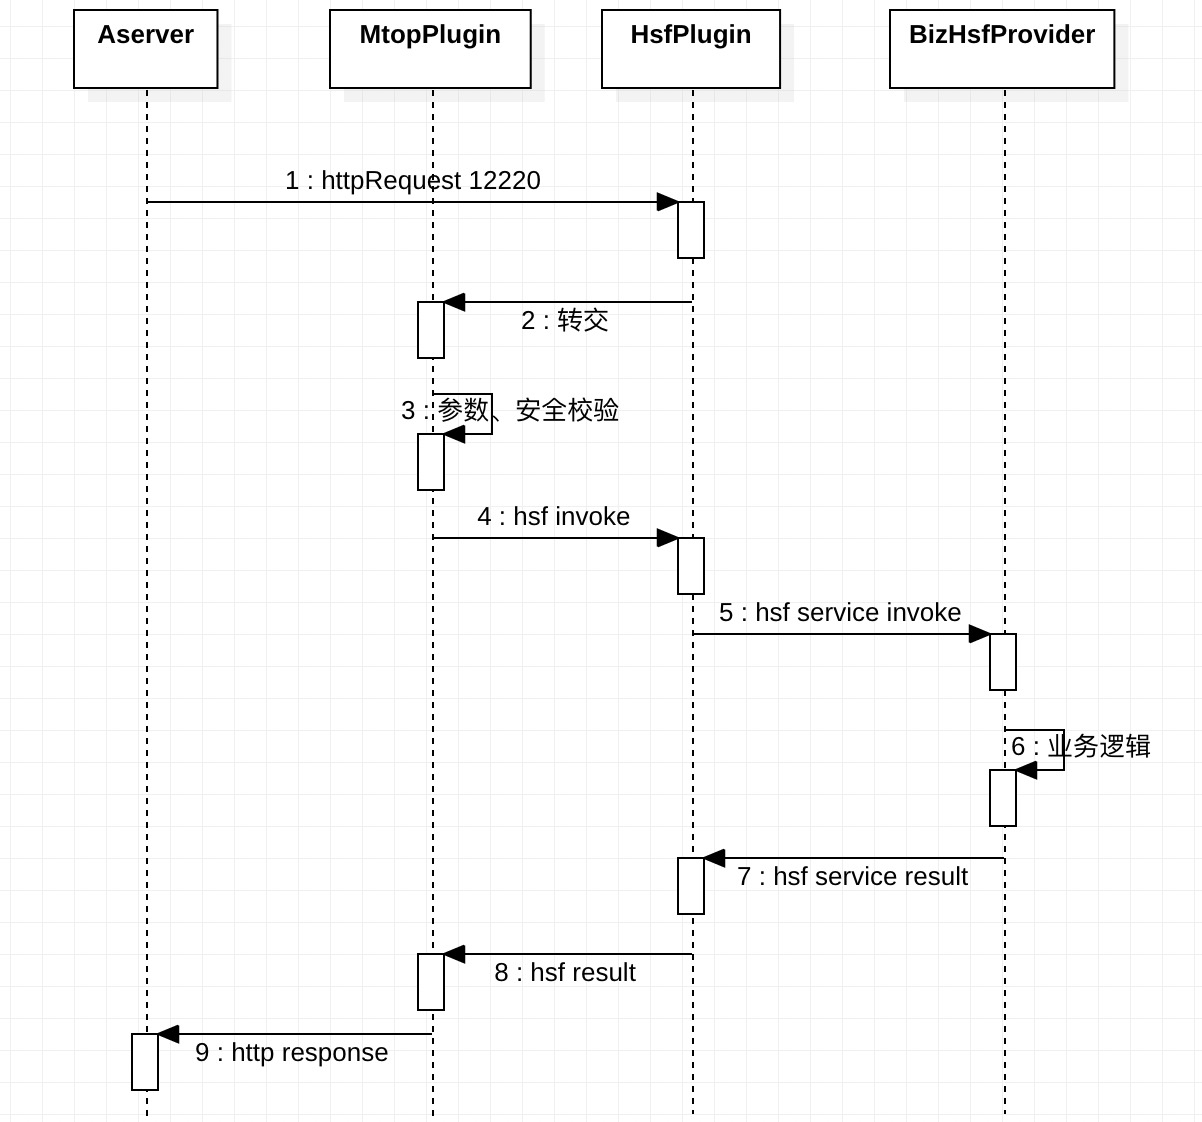 Aserver
MtopPlugin
HsfPlugin
BizHsfProvider
1 : httpRequest 12220
2 : 转交
3 : 参数、安全校验
4 : hsf invoke
5 : hsf service invoke
6 : 业务逻辑
7 : hsf service result
8 : hsf result
9 : http response